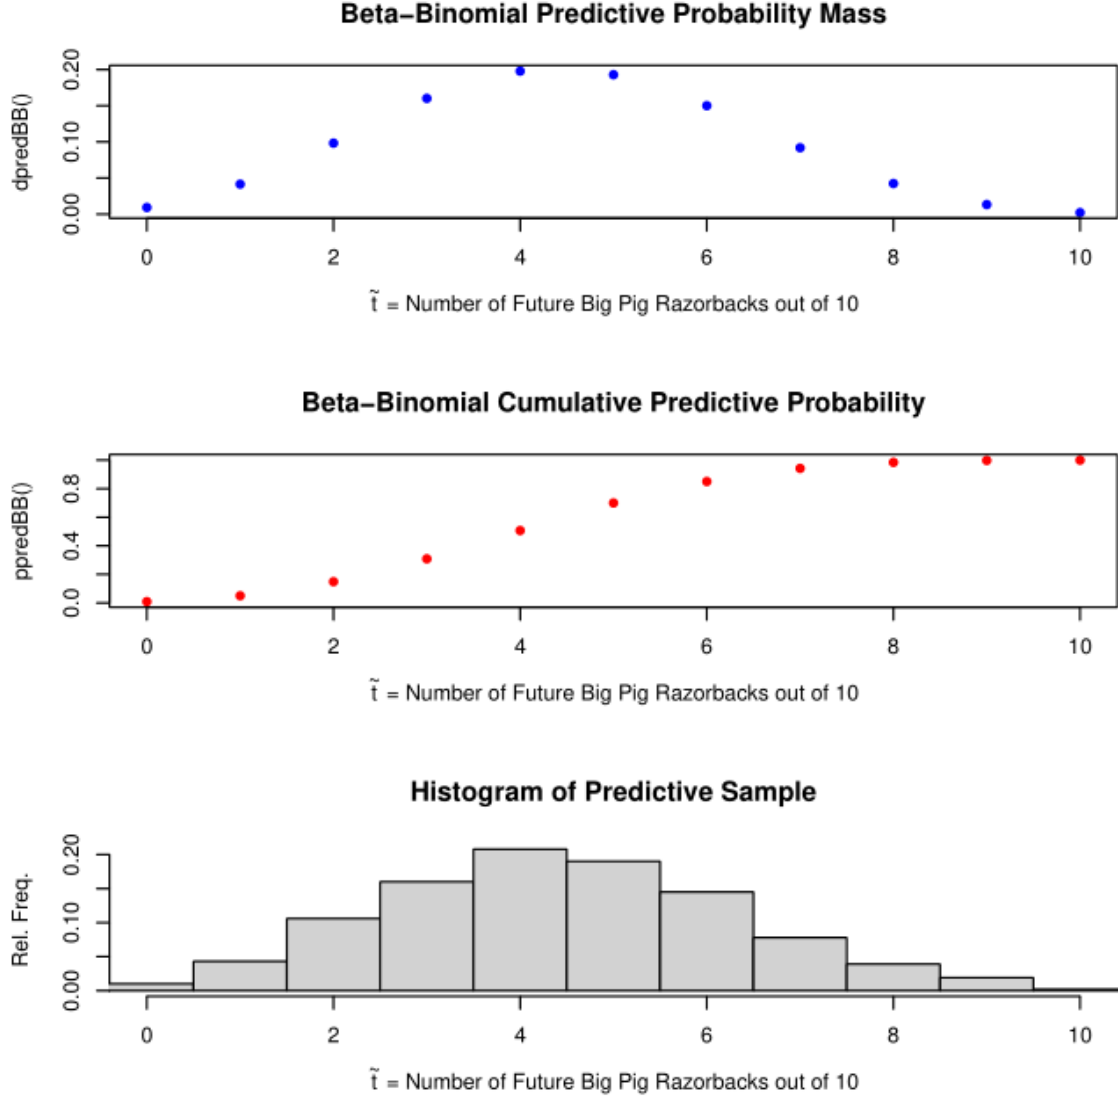 Beta−Binomial Predictive Probability Mass
dpredBB()
0.00 0.10 0.20
0 2 4 6 8 10
t̃ = Number of Future Big Pig Razorbacks out of 10
Beta−Binomial Cumulative Predictive Probability
ppredBB()
0.0 0.4 0.8
0 2 4 6 8 10
t̃ = Number of Future Big Pig Razorbacks out of 10
Histogram of Predictive Sample
Rel. Freq.
0.00 0.10 0.20
0 2 4 6 8 10
t̃ = Number of Future Big Pig Razorbacks out of 10